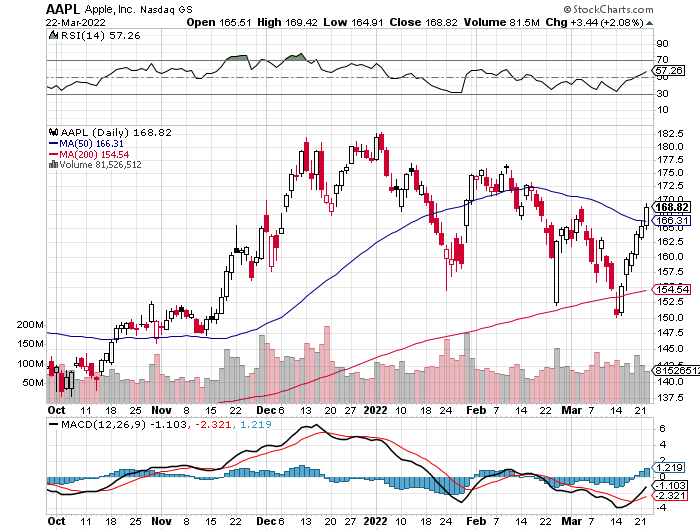 AAPL Apple, Inc. Nasdaq GS © StockCharts.com
22-Mar-2022 Open 165.51 High 169.42 Low 164.91 Close 168.82 Volume 81.5M Chg +3.44 (+2.08%)
RSI(14) 57.26
90
70
57.26
50
30
10
AAPL (Daily) 168.82
MA(50) 166.31
MA(200) 154.54
Volume 81,526,512
182.5
180.0
177.5
175.0
172.5
170.0
168.82
166.31
165.0
162.5
160.0
157.5
154.54
152.5
150.0
147.5
145.0
142.5
81526512
140.0
137.5
200M
150M
100M
50M
Oct 11 18 25 Nov 8 15 22 Dec 6 13 20 27 2022 10 18 24 Feb 7 14 22 Mar 7 14 21
MACD(12,26,9) -1.103, -2.321, 1.219
6
4
2
1.219
-1.103
-2.321
-4
Oct 11 18 25 Nov 8 15 22 Dec 6 13 20 27 2022 10 18 24 Feb 7 14 22 Mar 7 14 21